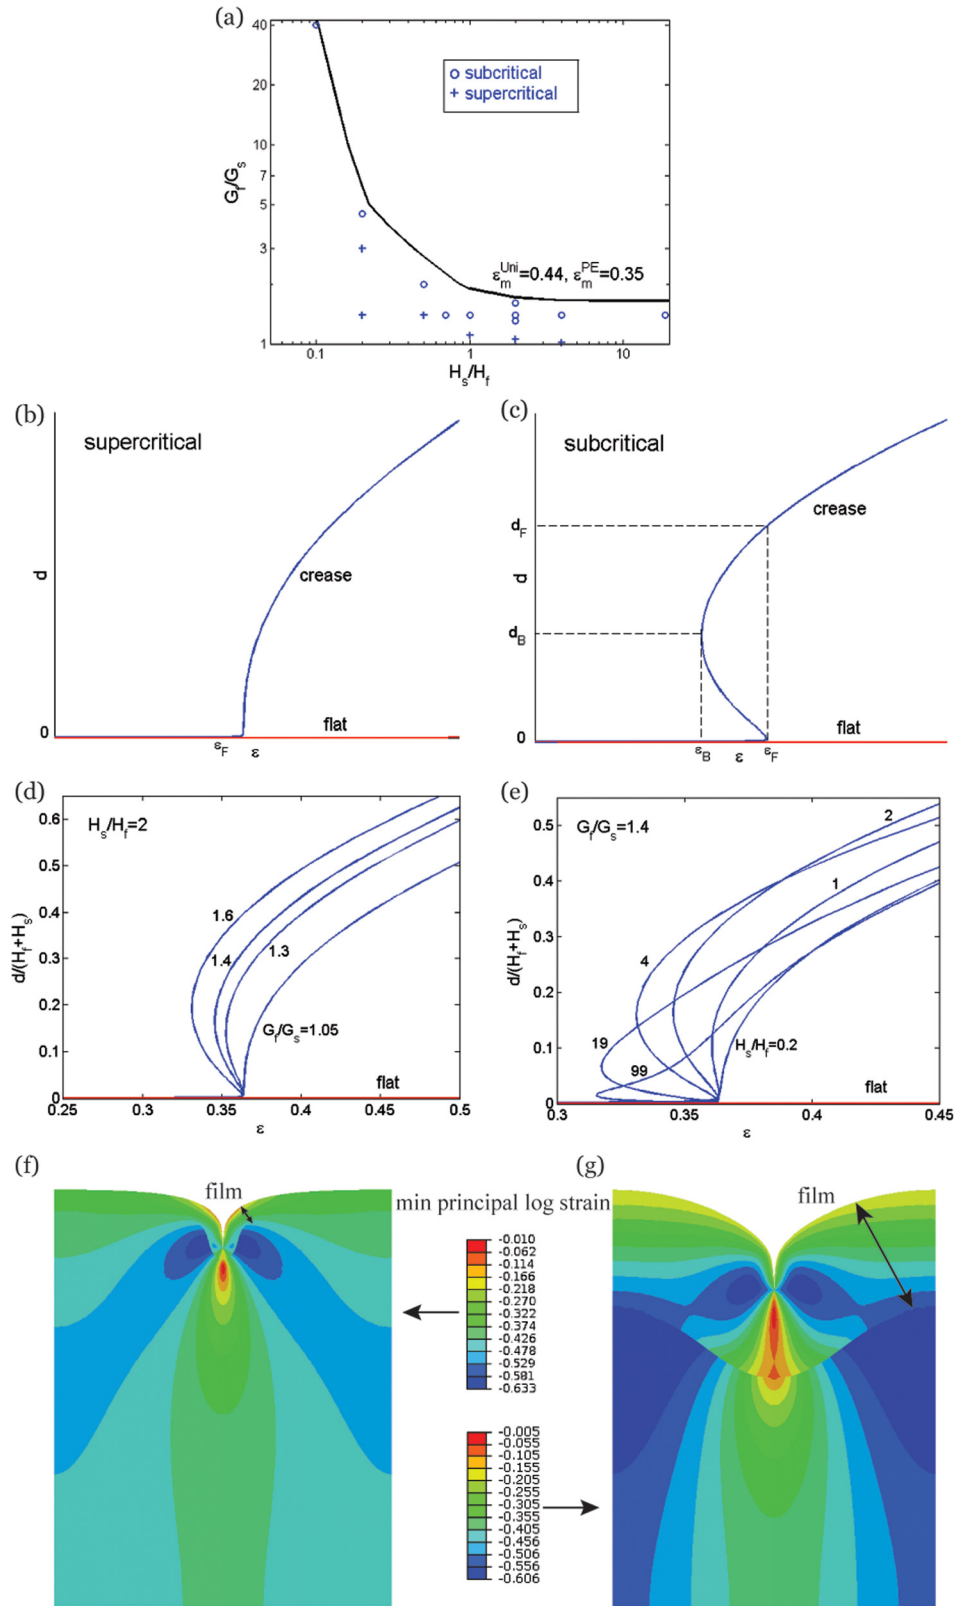 (a)
40
20
10
7
5
3
1
G_f/G_s
subcritical
supercritical
ε_m^Uni=0.44, ε_m^PE=0.35
0.1
1
10
H_s/H_f
(b)
supercritical
d
crease
0
flat
ε_F
ε
(c)
subcritical
d_F
d
crease
d_B
0
flat
ε_B
ε
ε_F
(d)
H_s/H_f=2
0.6
0.5
0.4
0.3
0.2
0.1
0
d/(H_f+H_s)
1.6
1.4
1.3
G_f/G_s=1.05
flat
0.25
0.3
0.35
0.4
0.45
0.5
ε
(e)
G_f/G_s=1.4
0.5
0.4
0.3
0.2
0.1
0
d/(H_f+H_s)
2
1
4
19
99
H_s/H_f=0.2
flat
0.3
0.35
0.4
0.45
ε
(f)
film
min principal log strain
-0.010
-0.062
-0.114
-0.166
-0.218
-0.270
-0.322
-0.374
-0.426
-0.478
-0.529
-0.581
-0.633
-0.005
-0.055
-0.105
-0.155
-0.205
-0.255
-0.305
-0.355
-0.405
-0.456
-0.506
-0.556
-0.606
(g)
film